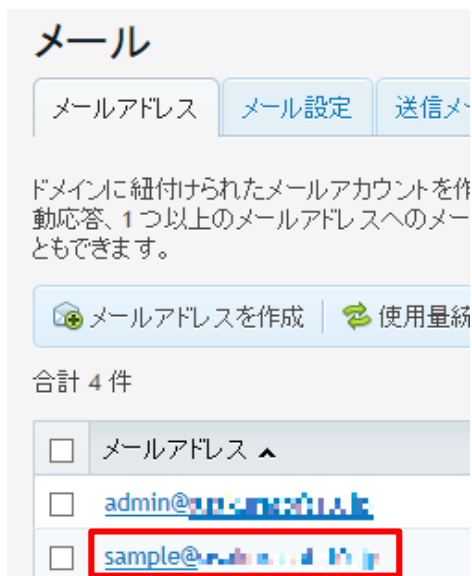 メール
メールアドレス メール設定 送信メ
ドメインに紐付けられたメールアカウントを作
動応答、1 つ以上のメールアドレスへのメー
ともできます。
メールアドレスを作成 使用量統
合計 4 件
メールアドレス
admin@
sample@